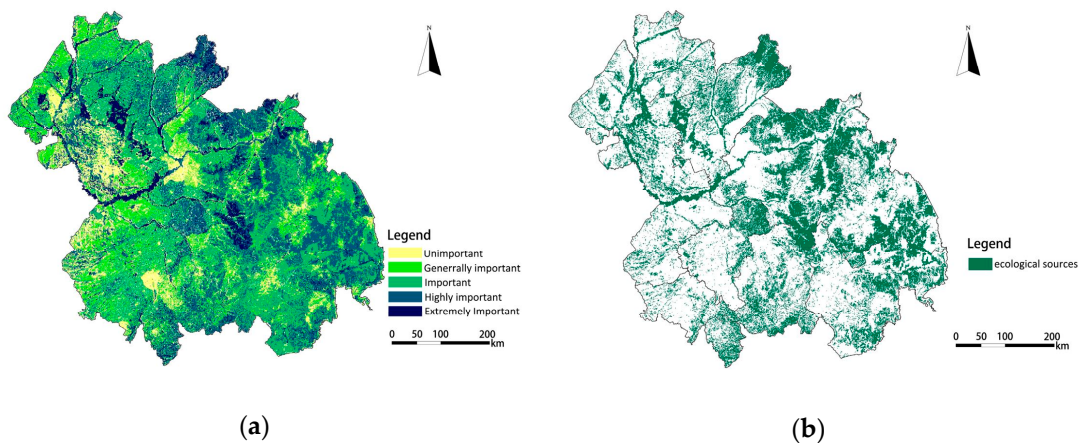 N
Legend
Unimportant
Generrally important
Important
Highly important
Extremely Important
0 50 100 200
km
(a)
N
Legend
ecological sources
0 50 100 200
km
(b)